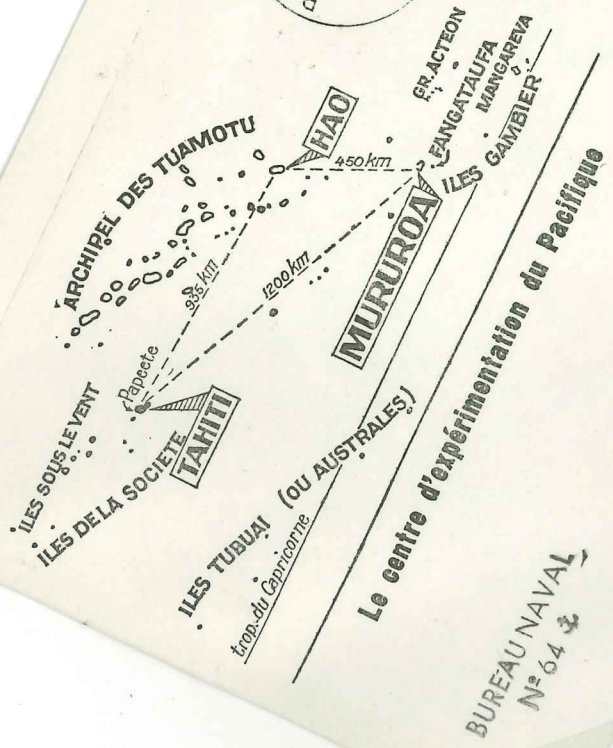 GR. ACTEON
FANGATAUFA
MANGAREVA
ILES GAMBIER
HAO
450 km
ARCHIPEL DES TUAMOTU
MURUROA
935 km
1200 km
Papeete
TAHITI
ILES SOUS LE VENT
ILES DE LA SOCIETE
ILES TUBUAI (OU AUSTRALES)
trop. du Capricorne
Le centre d'expérimentation du Pacifique
BUREAU NAVAL
Nº 64